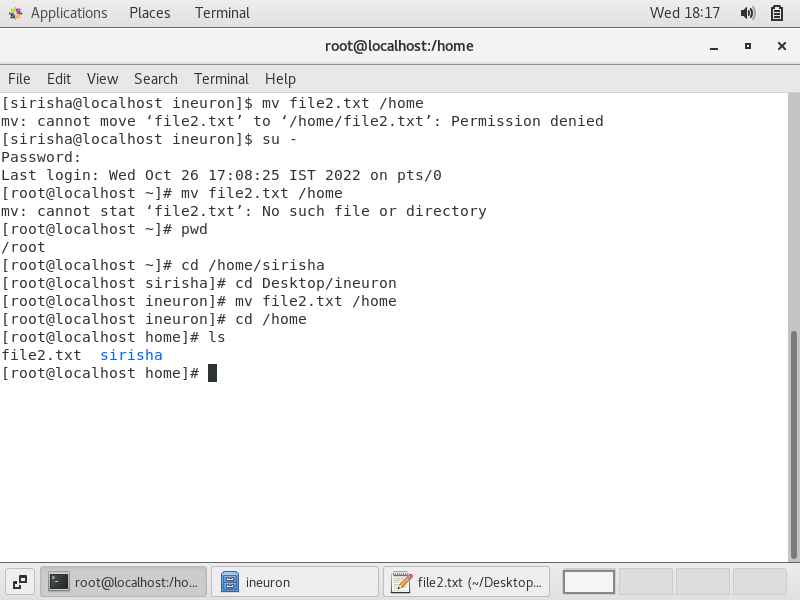 Applications Places Terminal Wed 18:17
root@localhost:/home
File Edit View Search Terminal Help
[sirisha@localhost ineuron]$ mv file2.txt /home
mv: cannot move ‘file2.txt’ to ‘/home/file2.txt’: Permission denied
[sirisha@localhost ineuron]$ su -
Password:
Last login: Wed Oct 26 17:08:25 IST 2022 on pts/0
[root@localhost ~]# mv file2.txt /home
mv: cannot stat ‘file2.txt’: No such file or directory
[root@localhost ~]# pwd
/root
[root@localhost ~]# cd /home/sirisha
[root@localhost sirisha]# cd Desktop/ineuron
[root@localhost ineuron]# mv file2.txt /home
[root@localhost ineuron]# cd /home
[root@localhost home]# ls
file2.txt  sirisha
[root@localhost home]#
root@localhost:/ho... ineuron file2.txt (~/Desktop...